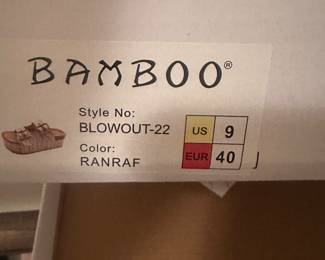 BAMBOO®
Style No:
BLOWOUT-22
Color:
RANRAF
US 9
EUR 40